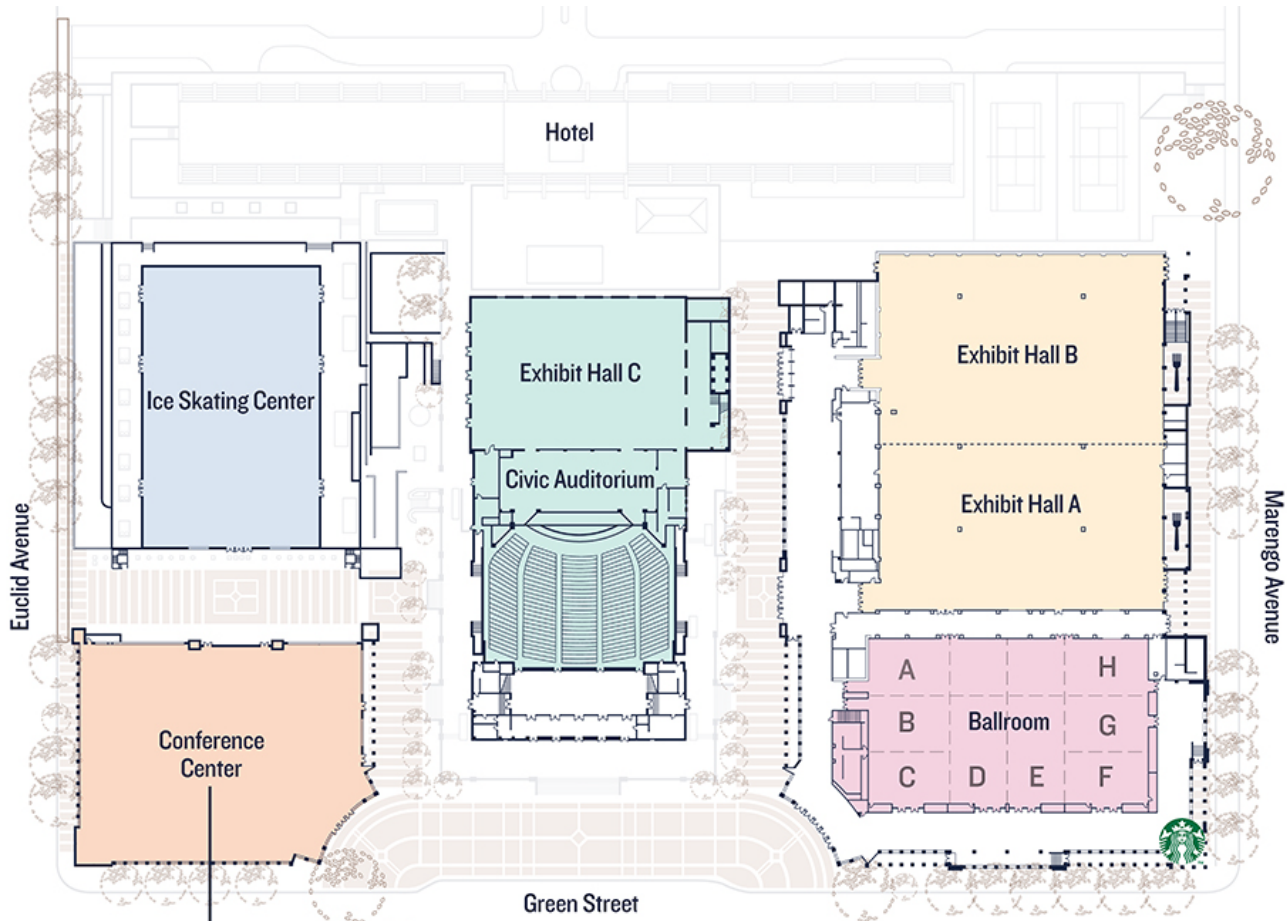 Hotel
Exhibit Hall B
Exhibit Hall C
Ice Skating Center
Civic Auditorium
Exhibit Hall A
Euclid Avenue
Marengo Avenue
A
H
B
Ballroom
G
Conference
Center
C
D
E
F
Green Street